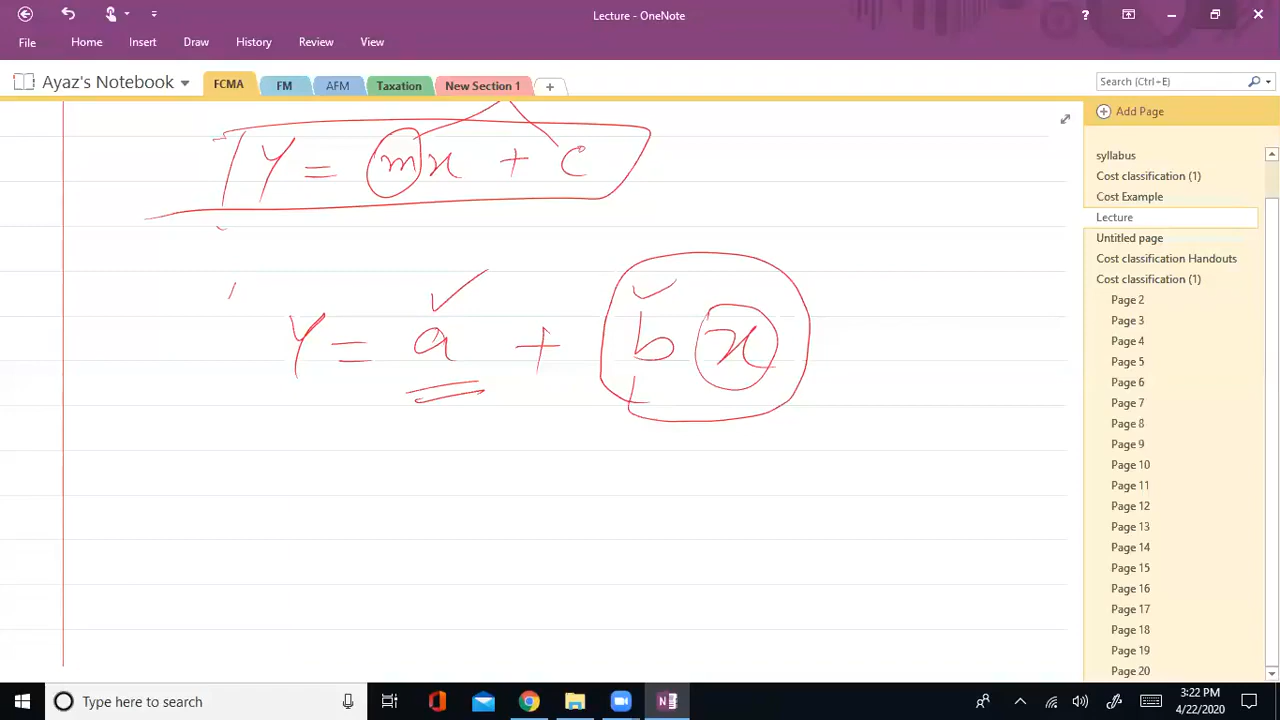 Lecture - OneNote
?
File Home Insert Draw History Review View
Ayaz's Notebook FCMA FM AFM Taxation New Section 1 + Search (Ctrl+E)
Add Page
Y = mx + c
Y = a + bx
syllabus
Cost classification (1)
Cost Example
Lecture
Untitled page
Cost classification Handouts
Cost classification (1)
Page 2
Page 3
Page 4
Page 5
Page 6
Page 7
Page 8
Page 9
Page 10
Page 11
Page 12
Page 13
Page 14
Page 15
Page 16
Page 17
Page 18
Page 19
Page 20
Type here to search
3:22 PM
4/22/2020